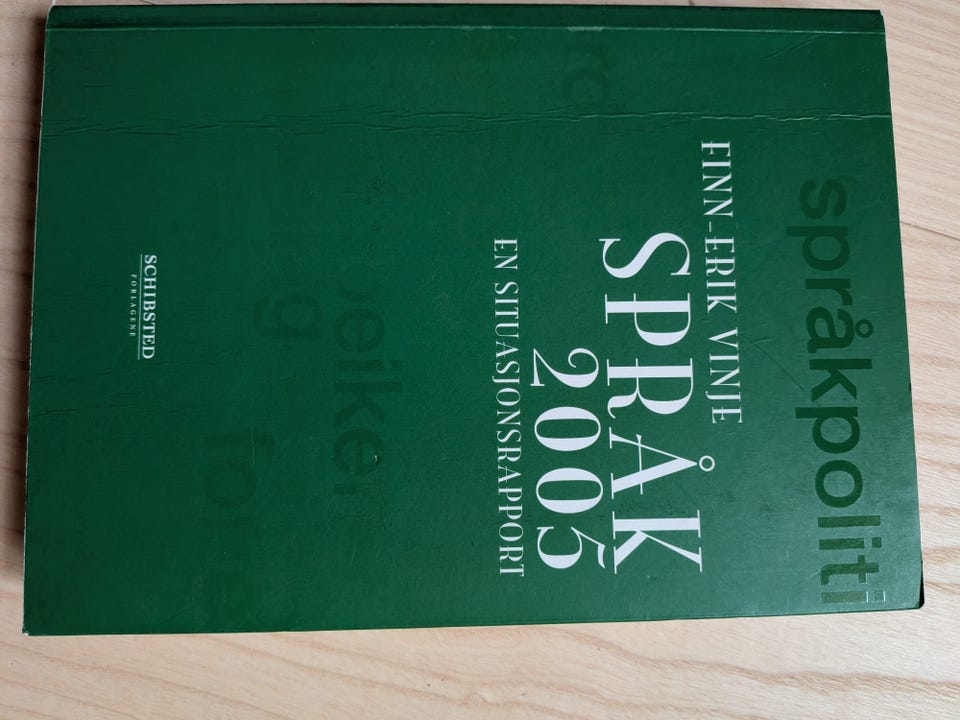 språkpoliti
FINN-ERIK VINJE
SPRÅK
2005
EN SITUASJONSRAPPORT
SCHIBSTED
FORLAGENE